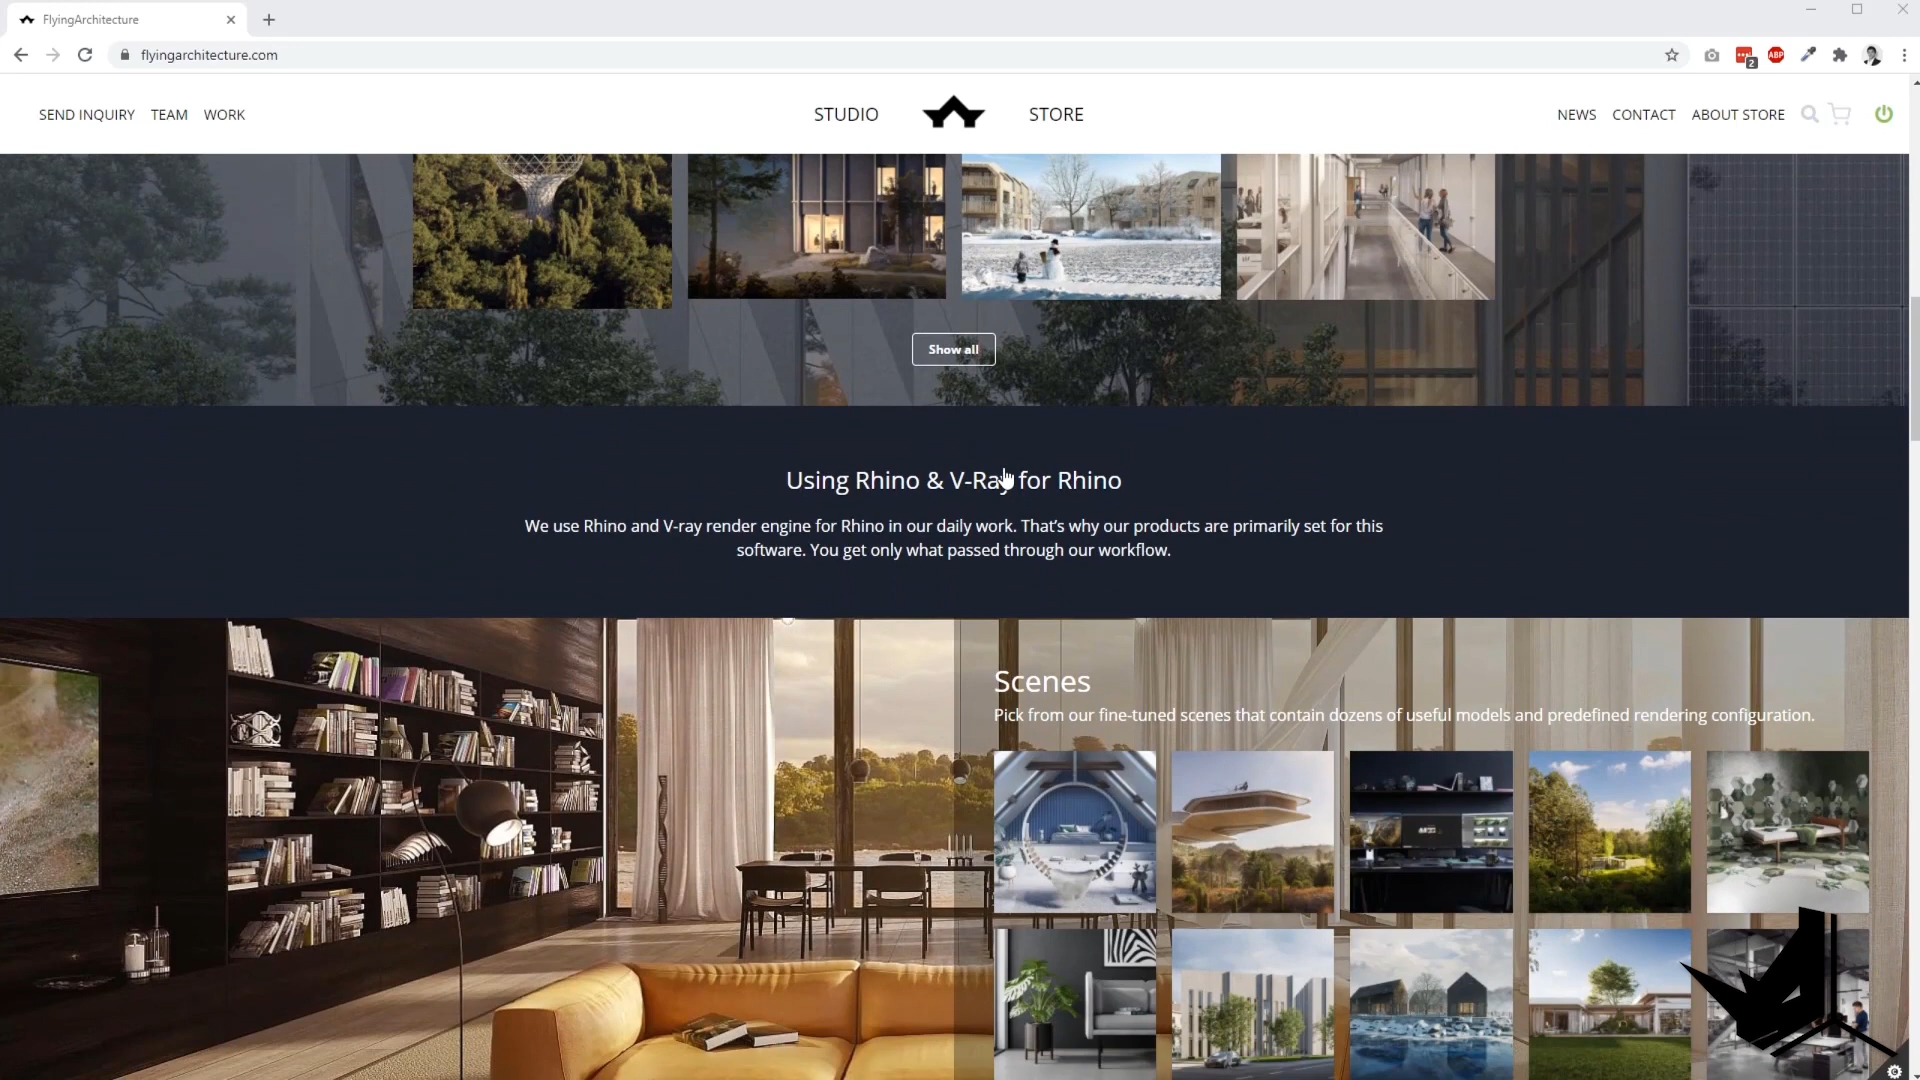 FlyingArchitecture
flyingarchitecture.com
2
ABP
SEND INQUIRY TEAM WORK STUDIO STORE NEWS CONTACT ABOUT STORE
Show all
Using Rhino & V-Ray for Rhino
We use Rhino and V-ray render engine for Rhino in our daily work. That's why our products are primarily set for this
software. You get only what passed through our workflow.
Scenes
Pick from our fine-tuned scenes that contain dozens of useful models and predefined rendering configuration.